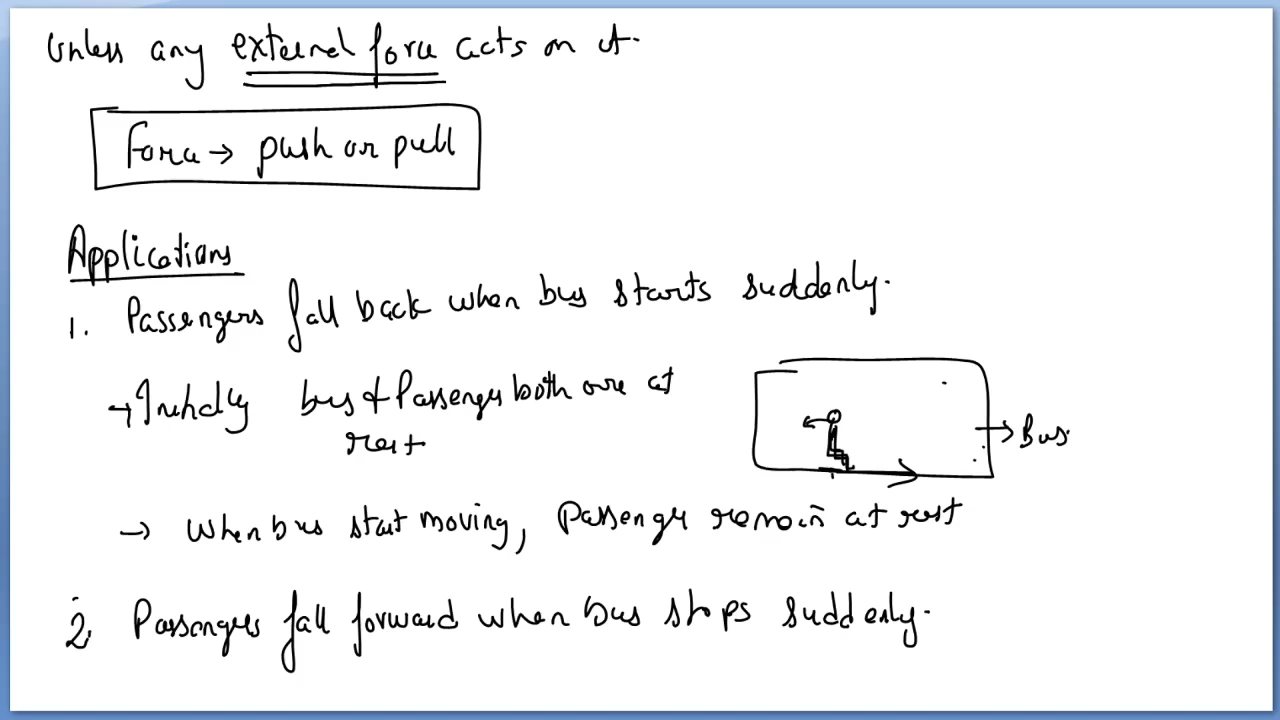 Unless any external force acts on it.
Force → push or pull
Applications
1. Passengers fall back when bus starts suddenly.
→ Initially bus & Passenger both are at
rest
→ Bus
→ When bus start moving, Passenger remain at rest
2. Passengers fall forward when bus stops suddenly.